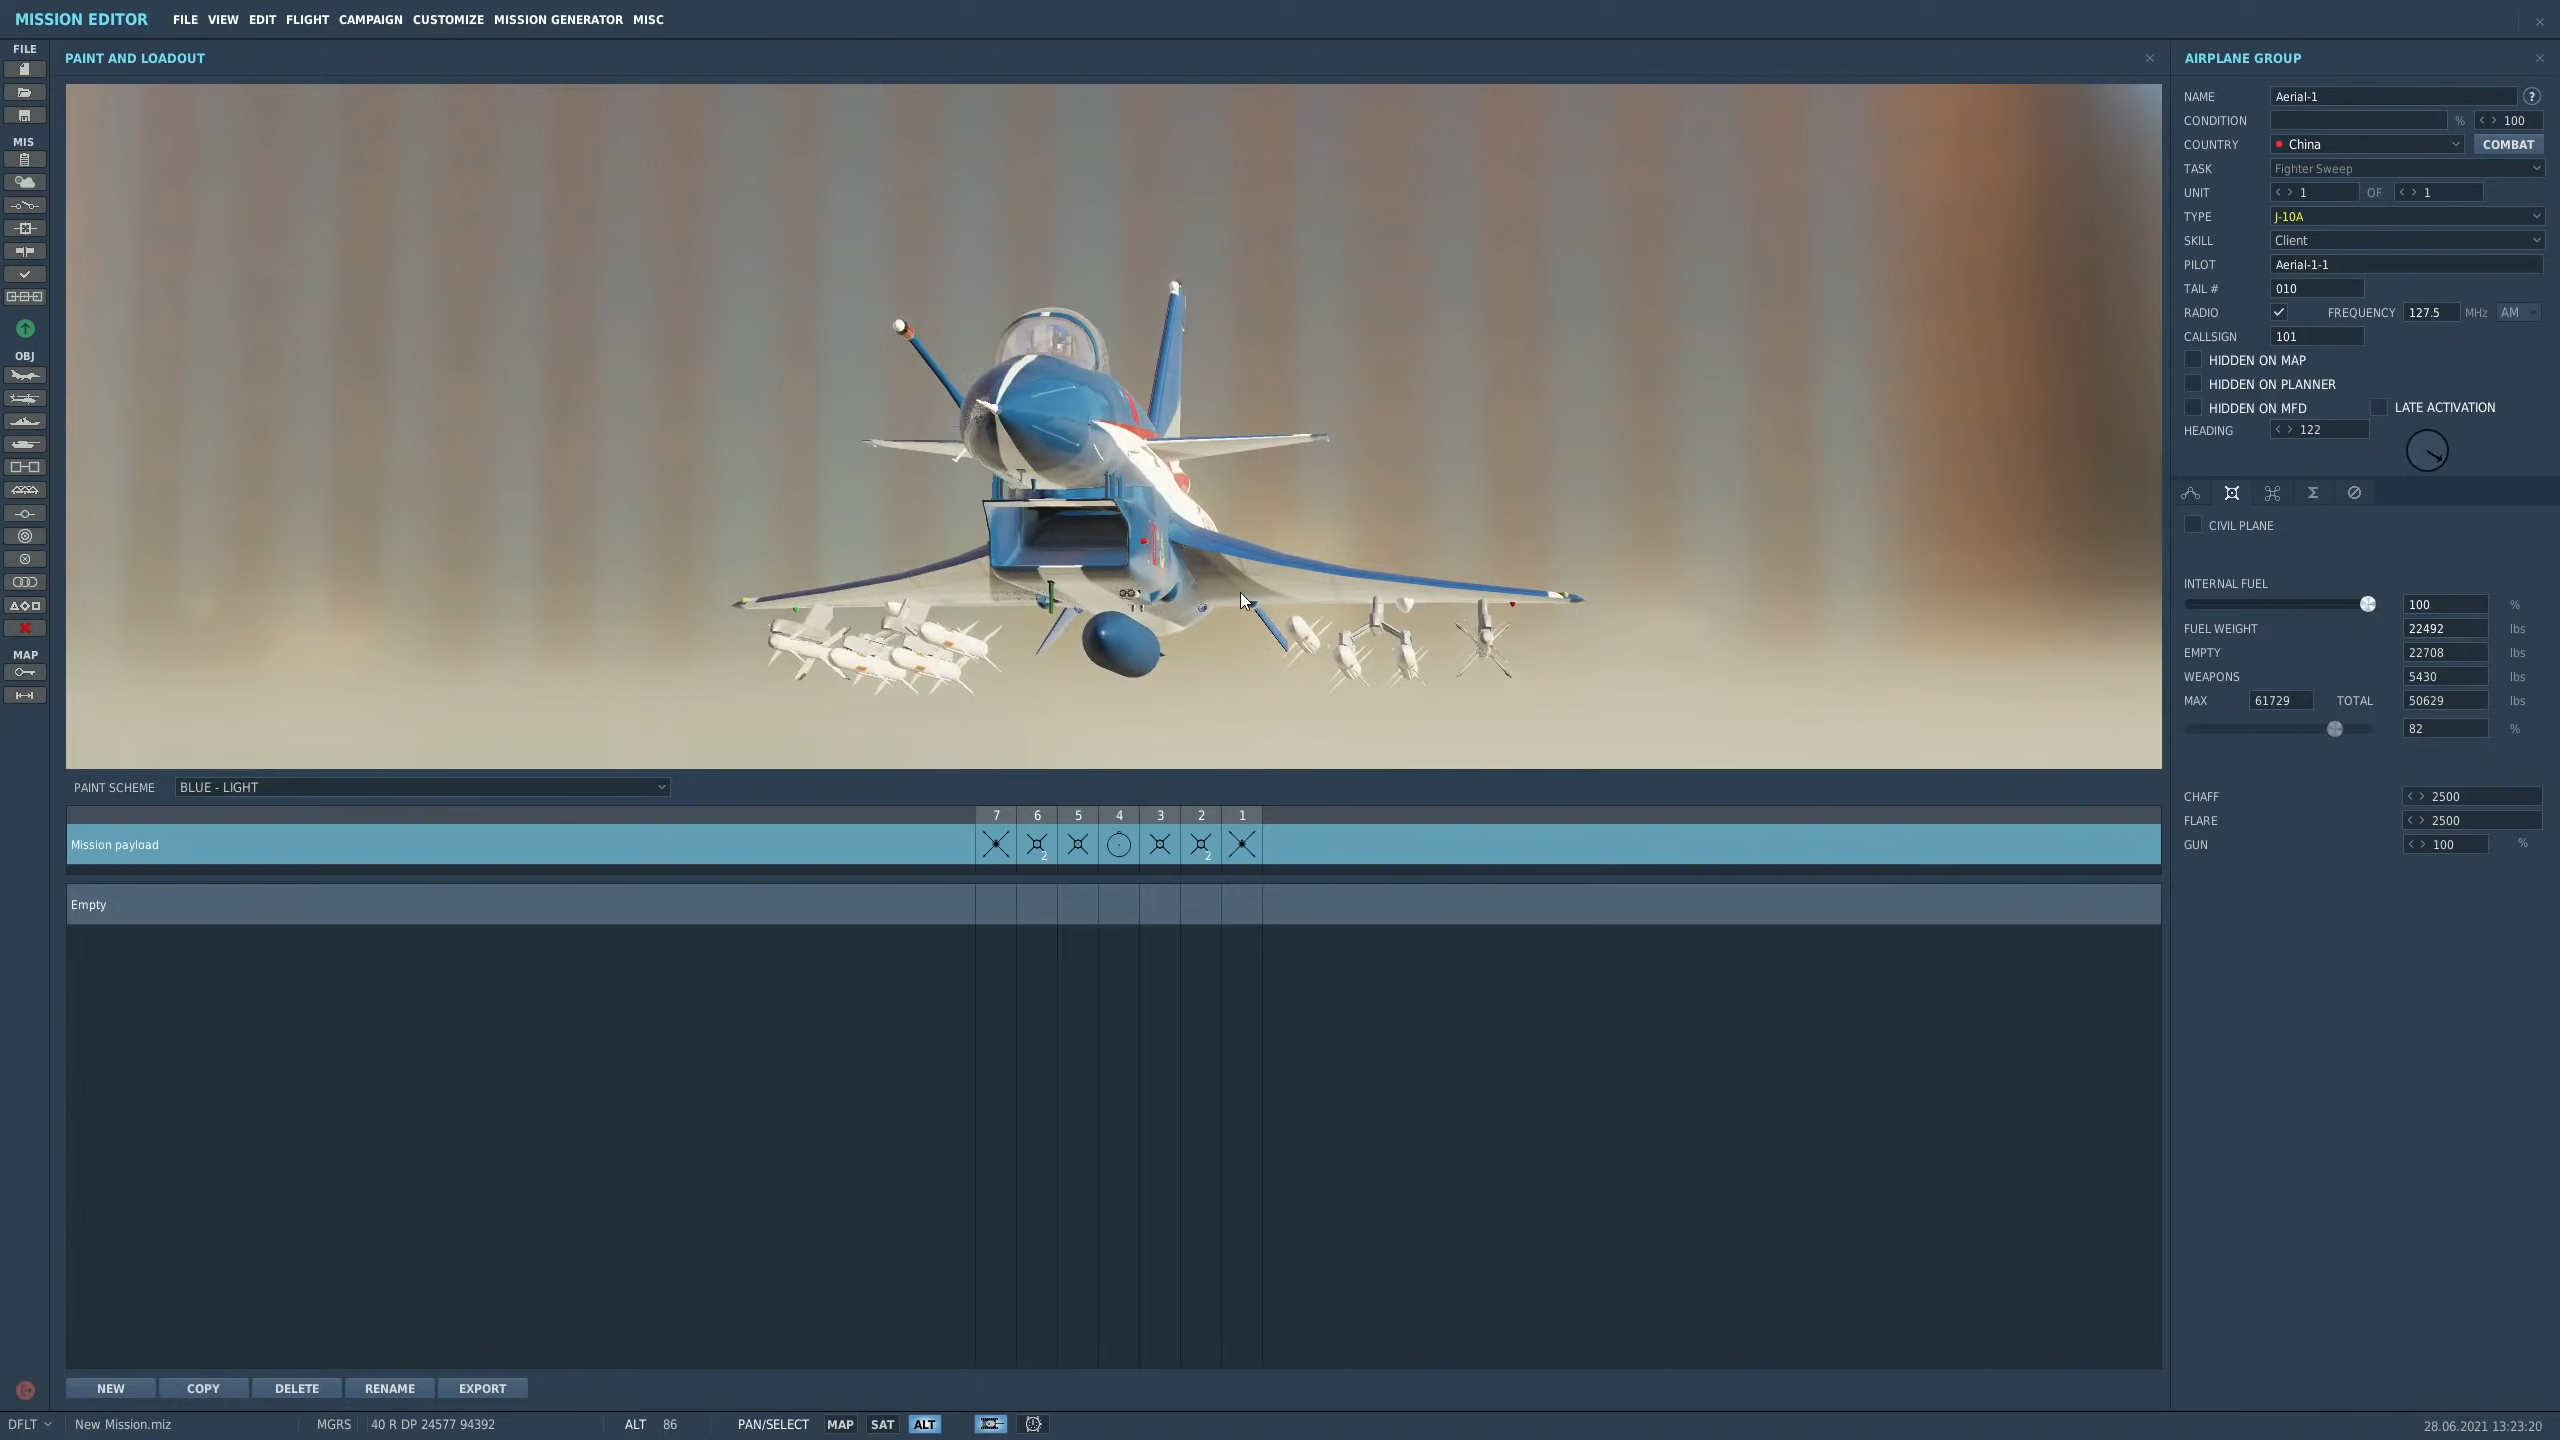 MISSION EDITOR FILE VIEW EDIT FLIGHT CAMPAIGN CUSTOMIZE MISSION GENERATOR MISC
FILE
MIS
OBJ
MAP
PAINT AND LOADOUT
PAINT SCHEME BLUE - LIGHT
7 6 5 4 3 2 1
Mission payload 2 2
Empty
NEW COPY DELETE RENAME EXPORT
AIRPLANE GROUP
NAME Aerial-1 ?
CONDITION % < > 100
COUNTRY China COMBAT
TASK Fighter Sweep
UNIT < > 1 OF < > 1
TYPE J-10A
SKILL Client
PILOT Aerial-1-1
TAIL # 010
RADIO FREQUENCY 127.5 MHz AM
CALLSIGN 101
HIDDEN ON MAP
HIDDEN ON PLANNER
HIDDEN ON MFD LATE ACTIVATION
HEADING < > 122
CIVIL PLANE
INTERNAL FUEL
100 %
FUEL WEIGHT 22492 lbs
EMPTY 22708 lbs
WEAPONS 5430 lbs
MAX 61729 TOTAL 50629 lbs
82 %
CHAFF < > 2500
FLARE < > 2500
GUN < > 100 %
DFLT New Mission.miz MGRS 40 R DP 24577 94392 ALT 86 PAN/SELECT MAP SAT ALT 28.06.2021 13:23:20